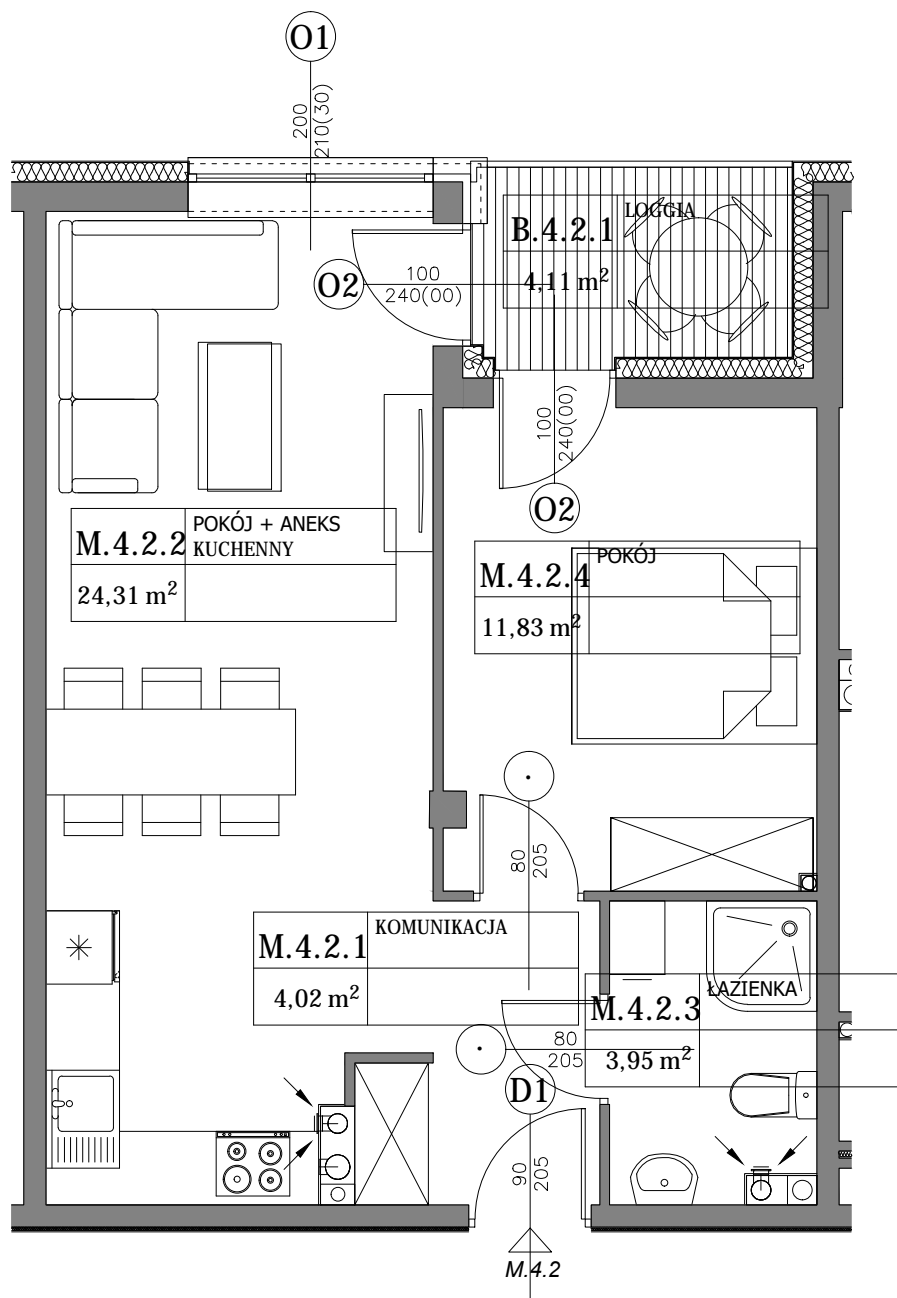 O1
200
210(30)
B.4.2.1
LOGGIA
4,11 m²
O2
100
240(00)
100
240(00)
O2
M.4.2.2
POKÓJ + ANEKS
KUCHENNY
24,31 m²
M.4.2.4
POKÓJ
11,83 m²
80
205
M.4.2.1
KOMUNIKACJA
4,02 m²
M.4.2.3
ŁAZIENKA
3,95 m²
80
205
D1
90
205
M.4.2